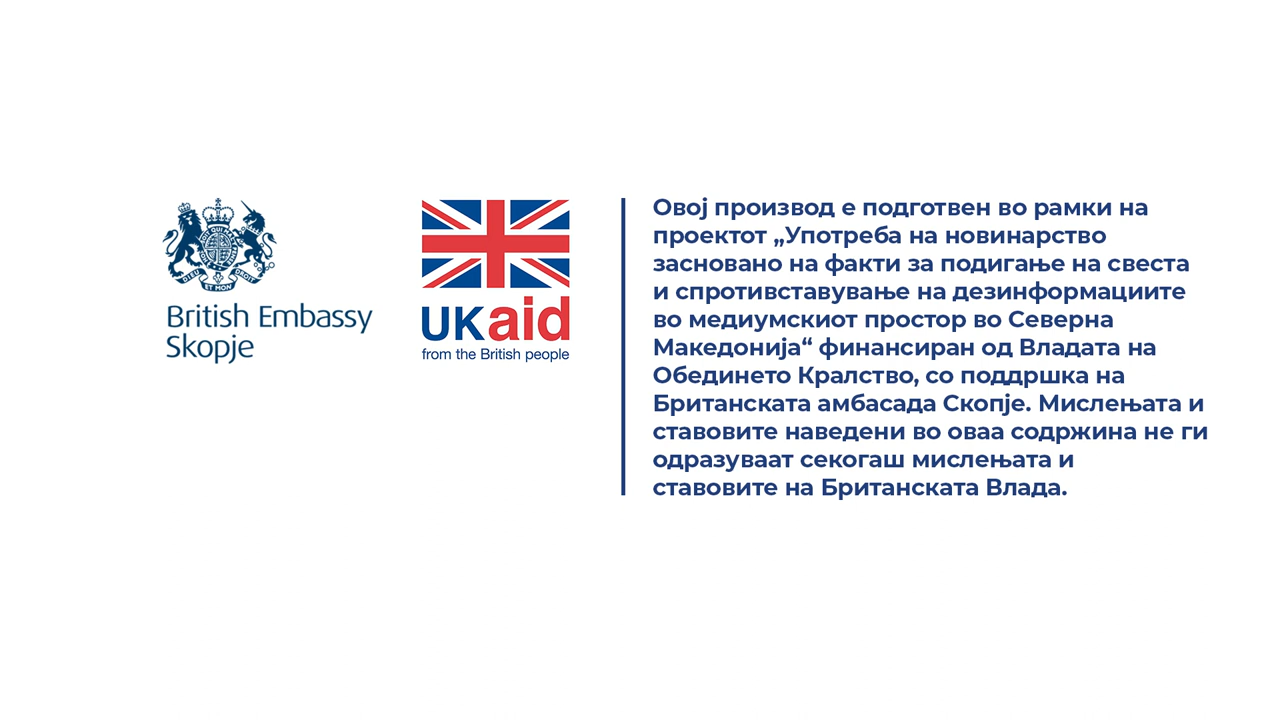 British Embassy
Skopje
UKaid
from the British people
Овој производ е подготвен во рамки на
проектот „Употреба на новинарство
засновано на факти за подигање на свеста
и спротивставување на дезинформациите
во медиумскиот простор во Северна
Македонија“ финансиран од Владата на
Обединето Кралство, со поддршка на
Британската амбасада Скопје. Мислењата и
ставовите наведени во оваа содржина не ги
одразуваат секогаш мислењата и
ставовите на Британската Влада.